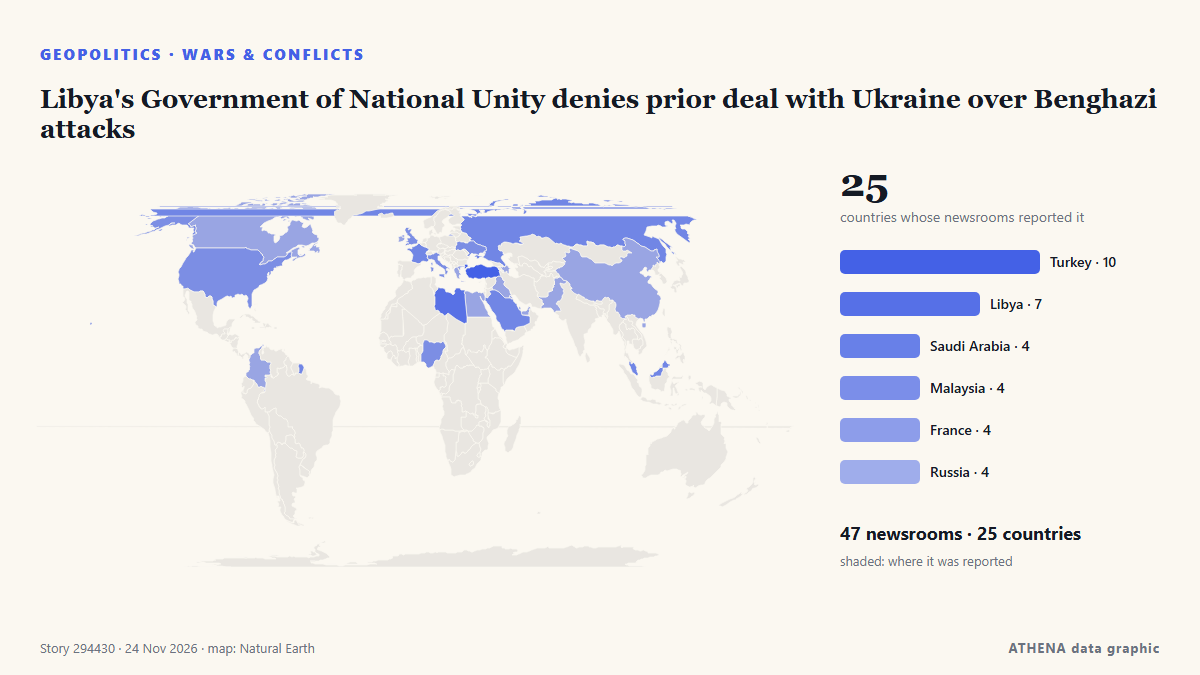 GEOPOLITICS · WARS & CONFLICTS
Libya's Government of National Unity denies prior deal with Ukraine over Benghazi
attacks
25
countries whose newsrooms reported it
Turkey · 10
Libya · 7
Saudi Arabia · 4
Malaysia · 4
France · 4
Russia · 4
47 newsrooms · 25 countries
shaded: where it was reported
Story 294430 · 24 Nov 2026 · map: Natural Earth
ATHENA data graphic